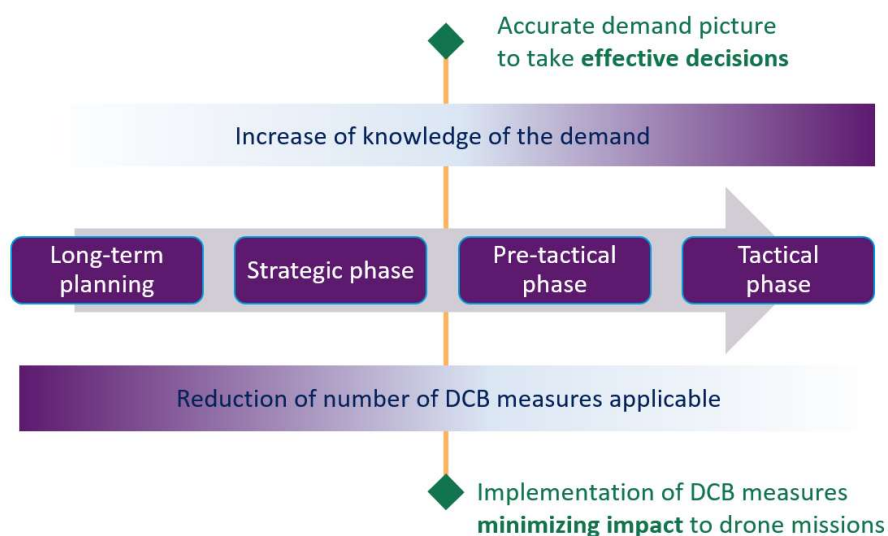 Accurate demand picture
to take effective decisions
Increase of knowledge of the demand
Long-term
planning
Strategic phase
Pre-tactical
phase
Tactical
phase
Reduction of number of DCB measures applicable
Implementation of DCB measures
minimizing impact to drone missions